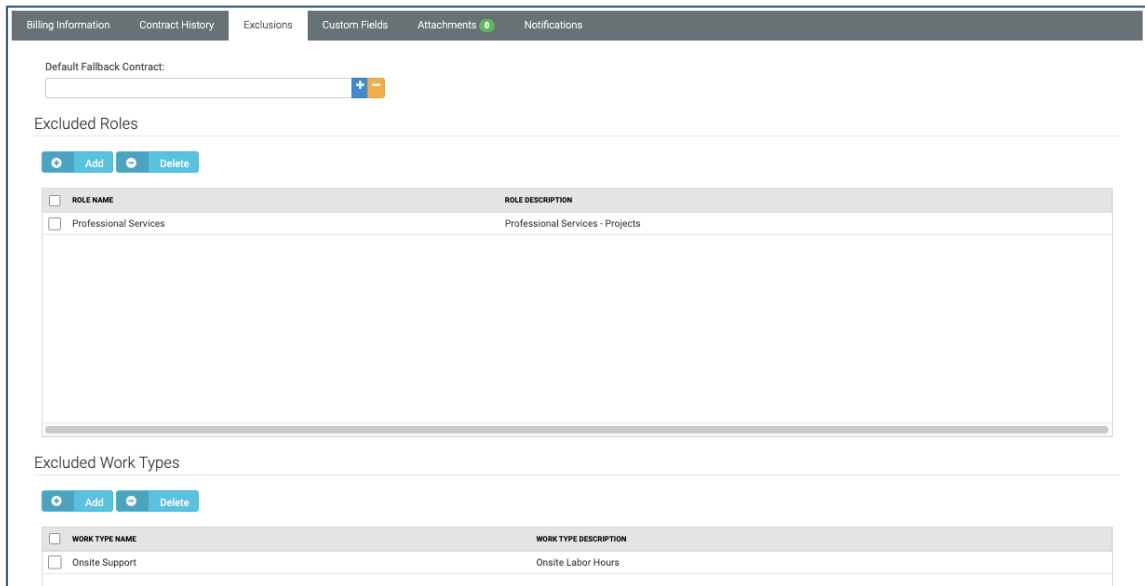 Billing Information Contract History Exclusions Custom Fields Attachments 0 Notifications
Default Fallback Contract:
Excluded Roles
Add Delete
ROLE NAME ROLE DESCRIPTION
Professional Services Professional Services - Projects
Excluded Work Types
Add Delete
WORK TYPE NAME WORK TYPE DESCRIPTION
Onsite Support Onsite Labor Hours